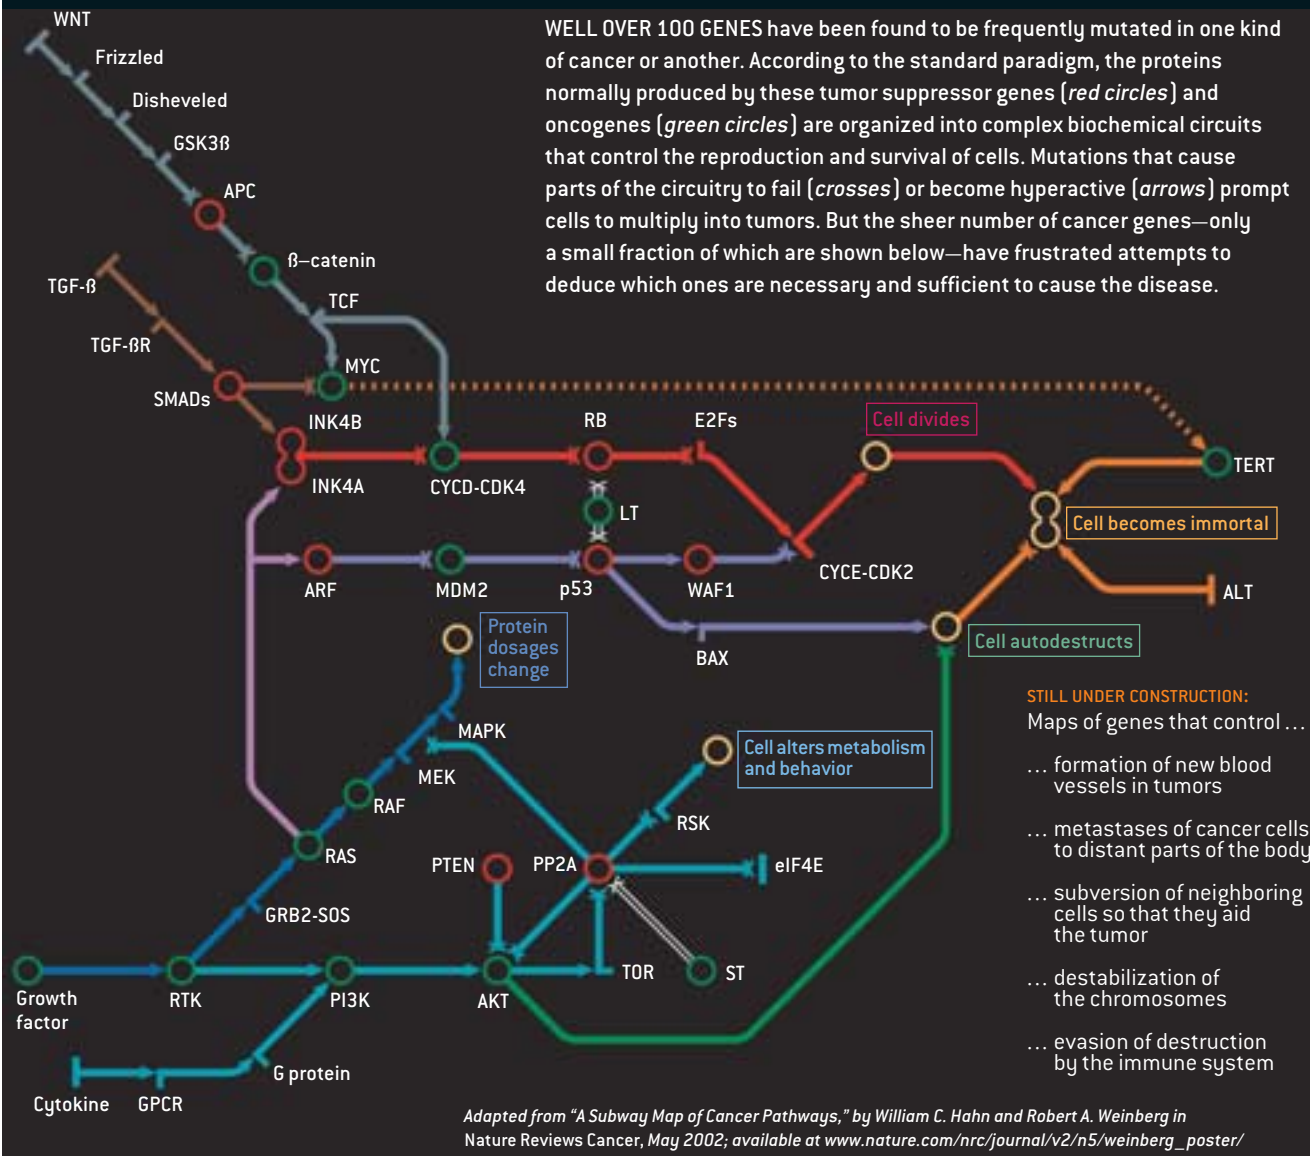 WELL OVER 100 GENES have been found to be frequently mutated in one kind
of cancer or another. According to the standard paradigm, the proteins
normally produced by these tumor suppressor genes (red circles) and
oncogenes (green circles) are organized into complex biochemical circuits
that control the reproduction and survival of cells. Mutations that cause
parts of the circuitry to fail (crosses) or become hyperactive (arrows) prompt
cells to multiply into tumors. But the sheer number of cancer genes—only
a small fraction of which are shown below—have frustrated attempts to
deduce which ones are necessary and sufficient to cause the disease.
WNT
Frizzled
Disheveled
GSK3ß
APC
ß–catenin
TCF
TGF-ß
TGF-ßR
SMADs
MYC
INK4B
INK4A
CYCD-CDK4
RB
E2Fs
Cell divides
TERT
LT
Cell becomes immortal
ARF
MDM2
p53
WAF1
CYCE-CDK2
ALT
BAX
Cell autodestructs
Protein
dosages
change
MAPK
MEK
RAF
RAS
Cell alters metabolism
and behavior
RSK
PTEN
PP2A
eIF4E
GRB2-SOS
Growth
factor
RTK
PI3K
AKT
TOR
ST
G protein
Cytokine
GPCR
STILL UNDER CONSTRUCTION:
Maps of genes that control ...
... formation of new blood
vessels in tumors
... metastases of cancer cells
to distant parts of the body
... subversion of neighboring
cells so that they aid
the tumor
... destabilization of
the chromosomes
... evasion of destruction
by the immune system
Adapted from “A Subway Map of Cancer Pathways,” by William C. Hahn and Robert A. Weinberg in
Nature Reviews Cancer, May 2002; available at www.nature.com/nrc/journal/v2/n5/weinberg_poster/